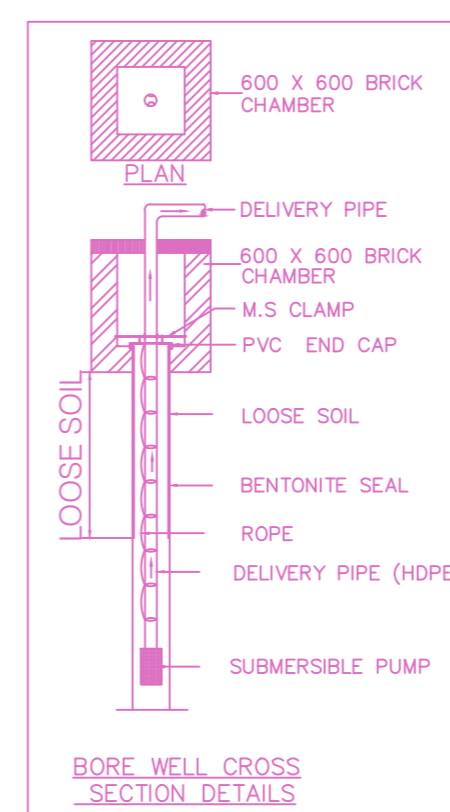 600 X 600 BRICK
CHAMBER
PLAN
DELIVERY PIPE
600 X 600 BRICK
CHAMBER
M.S CLAMP
PVC END CAP
LOOSE SOIL
LOOSE SOIL
BENTONITE SEAL
ROPE
DELIVERY PIPE (HDPE
SUBMERSIBLE PUMP
BORE WELL CROSS
SECTION DETAILS